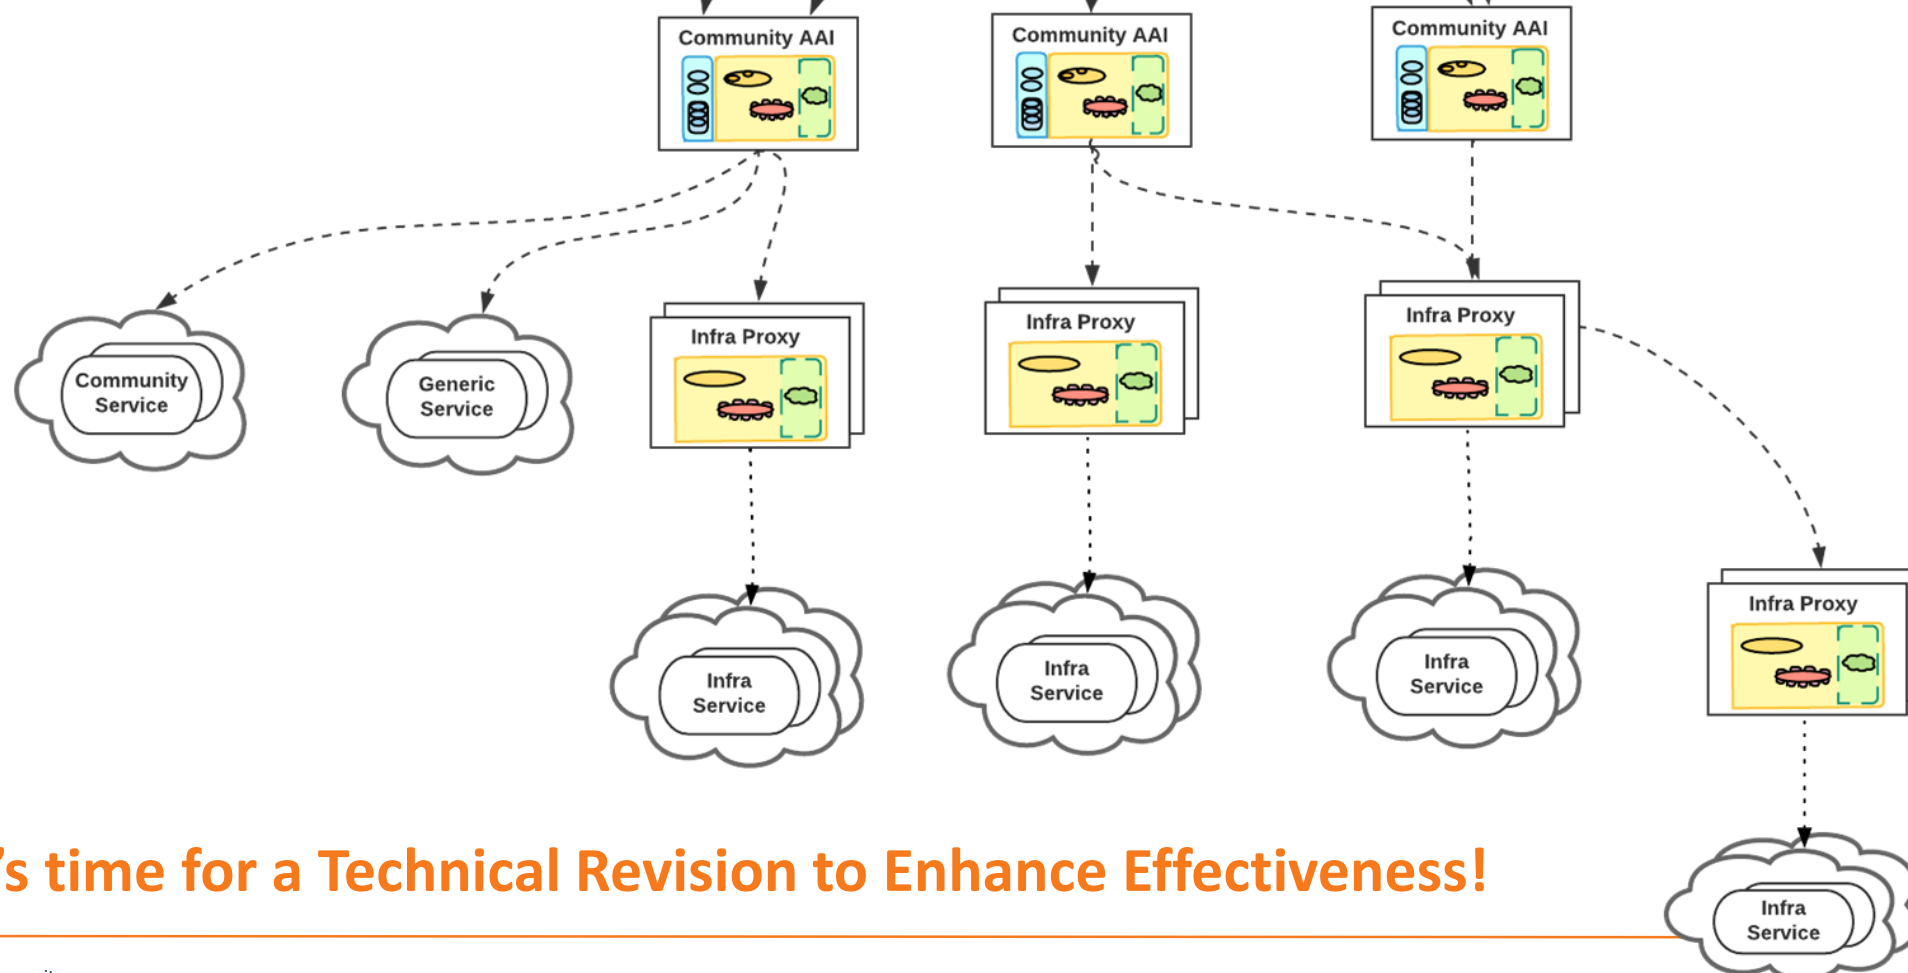 Community AAI
Community AAI
Community AAI
Community
Service
Generic
Service
Infra Proxy
Infra Proxy
Infra Proxy
Infra
Service
Infra
Service
Infra
Service
Infra Proxy
Infra
Service
’s time for a Technical Revision to Enhance Effectiveness!